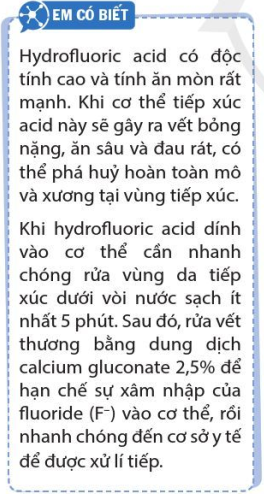 EM CÓ BIẾT
Hydrofluoric acid có độc
tính cao và tính ăn mòn rất
mạnh. Khi cơ thể tiếp xúc
acid này sẽ gây ra vết bỏng
nặng, ăn sâu và đau rát, có
thể phá huỷ hoàn toàn mô
và xương tại vùng tiếp xúc.
Khi hydrofluoric acid dính
vào cơ thể cần nhanh
chóng rửa vùng da tiếp
xúc dưới vòi nước sạch ít
nhất 5 phút. Sau đó, rửa vết
thương bằng dung dịch
calcium gluconate 2,5% để
hạn chế sự xâm nhập của
fluoride (F⁻) vào cơ thể, rồi
nhanh chóng đến cơ sở y tế
để được xử lí tiếp.